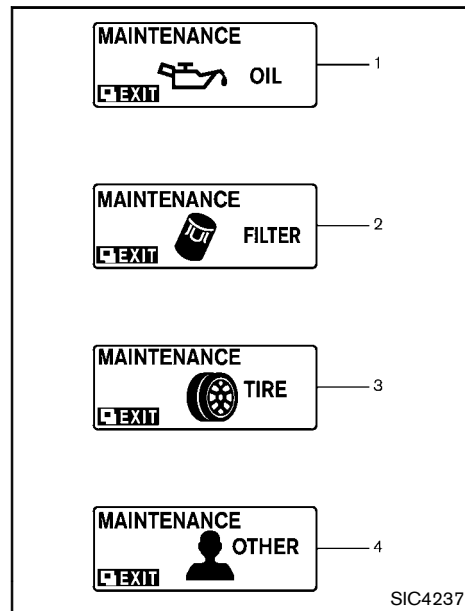 MAINTENANCE
OIL
EXIT
1
MAINTENANCE
FILTER
EXIT
2
MAINTENANCE
TIRE
EXIT
3
MAINTENANCE
OTHER
EXIT
4
SIC4237